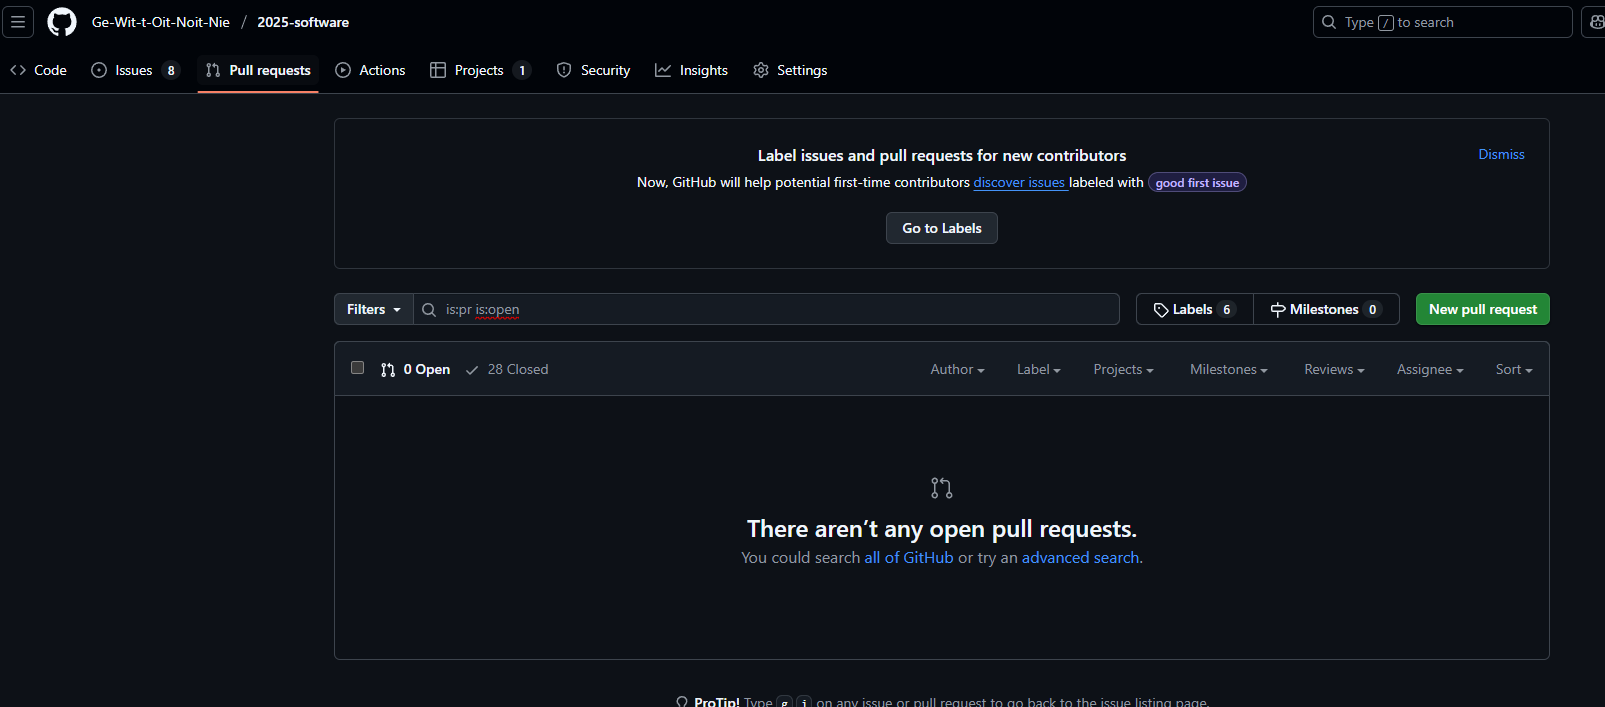 Ge-Wit-t-Oit-Noit-Nie / 2025-software
Type / to search
Code Issues 8 Pull requests Actions Projects 1 Security Insights Settings
Label issues and pull requests for new contributors
Dismiss
Now, GitHub will help potential first-time contributors discover issues labeled with good first issue
Go to Labels
Filters is:pr is:open Labels 6 Milestones 0 New pull request
0 Open 28 Closed Author Label Projects Milestones Reviews Assignee Sort
There aren’t any open pull requests.
You could search all of GitHub or try an advanced search.
ProTip! Type g i on any issue or pull request to go back to the issue listing page.